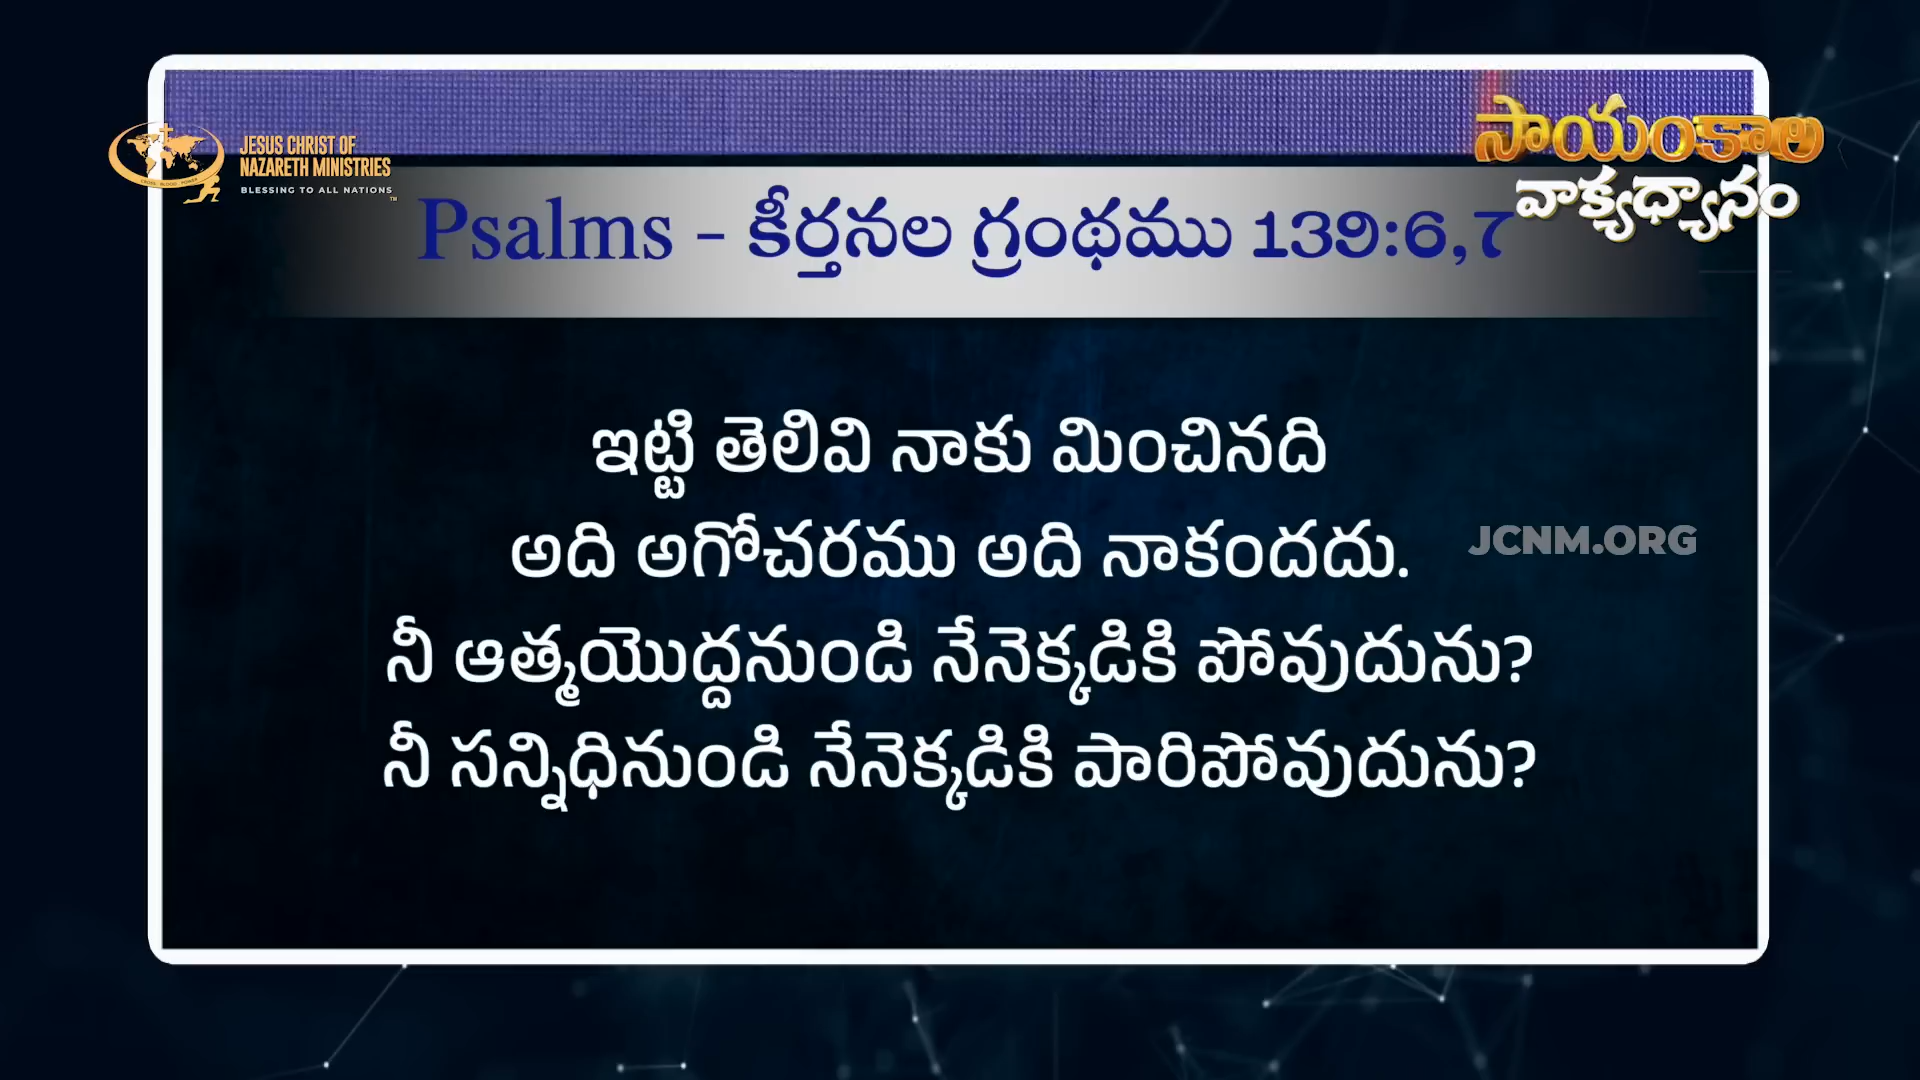 JESUS CHRIST OF
NAZARETH MINISTRIES
BLESSING TO ALL NATIONS
TM
సాయంకాల
వాక్యధ్యానం
Psalms - కీర్తనల గ్రంథము 139:6,7
ఇట్టి తెలివి నాకు మించినది
అది అగోచరము అది నాకందదు.
JCNM.ORG
నీ ఆత్మయొద్దనుండి నేనెక్కడికి పోవుదును?
నీ సన్నిధినుండి నేనెక్కడికి పారిపోవుదును?